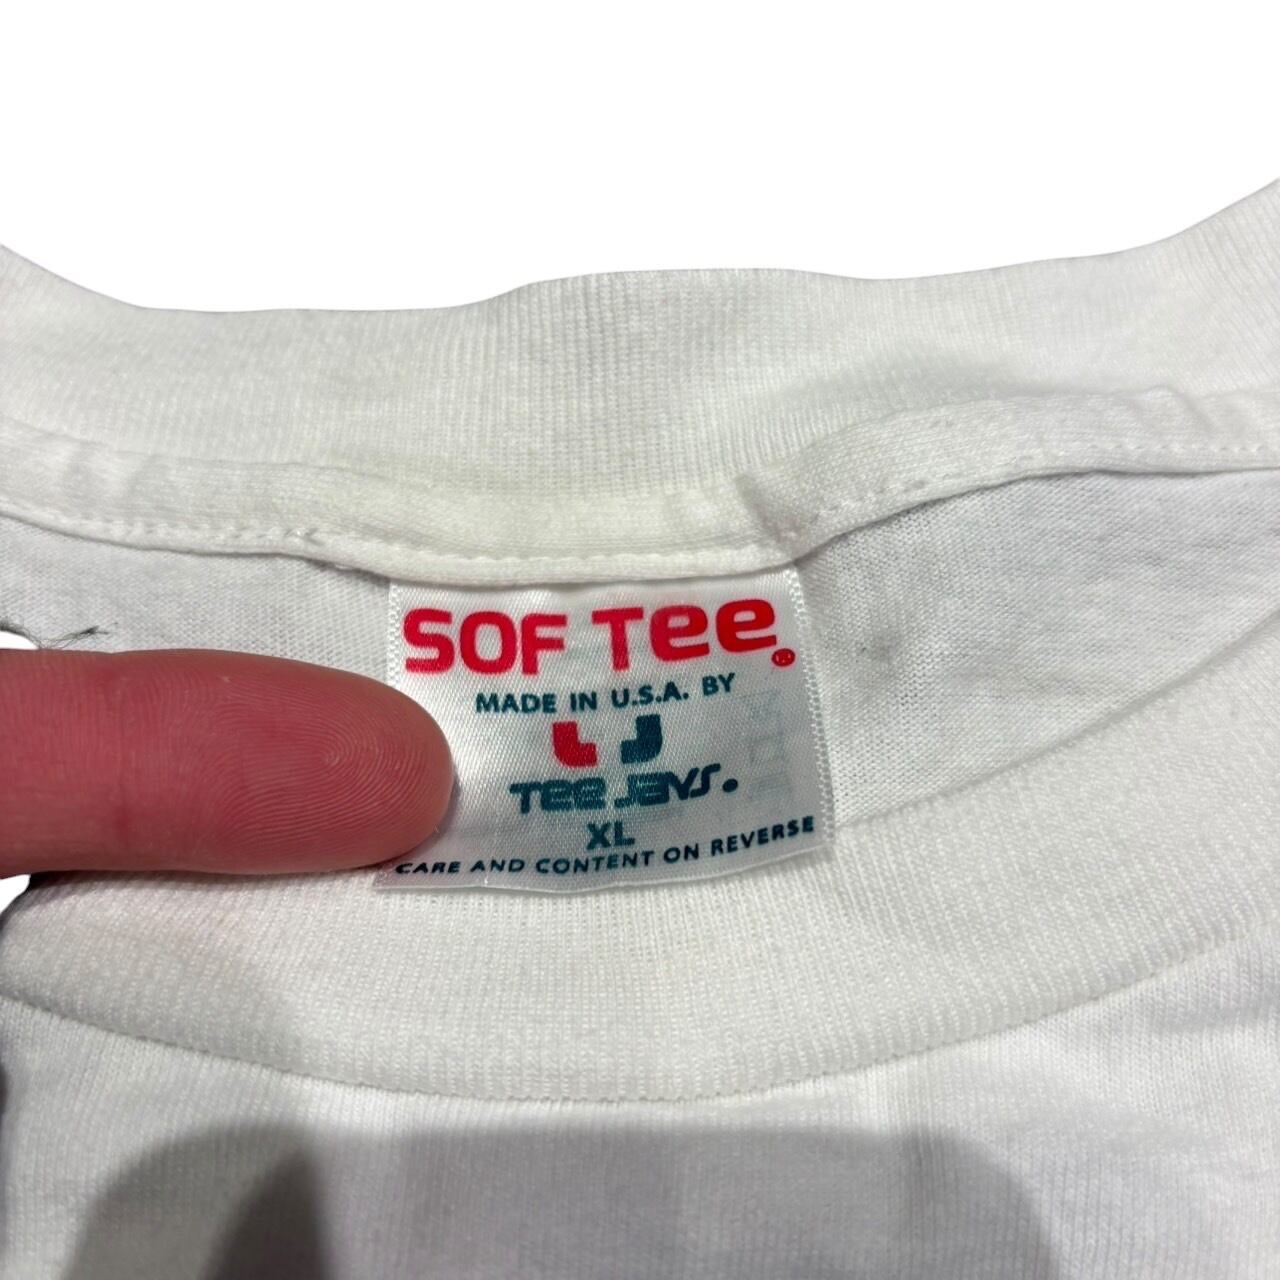 SOF TEE®
MADE IN U.S.A. BY
TEE JAYS.
XL
CARE AND CONTENT ON REVERSE